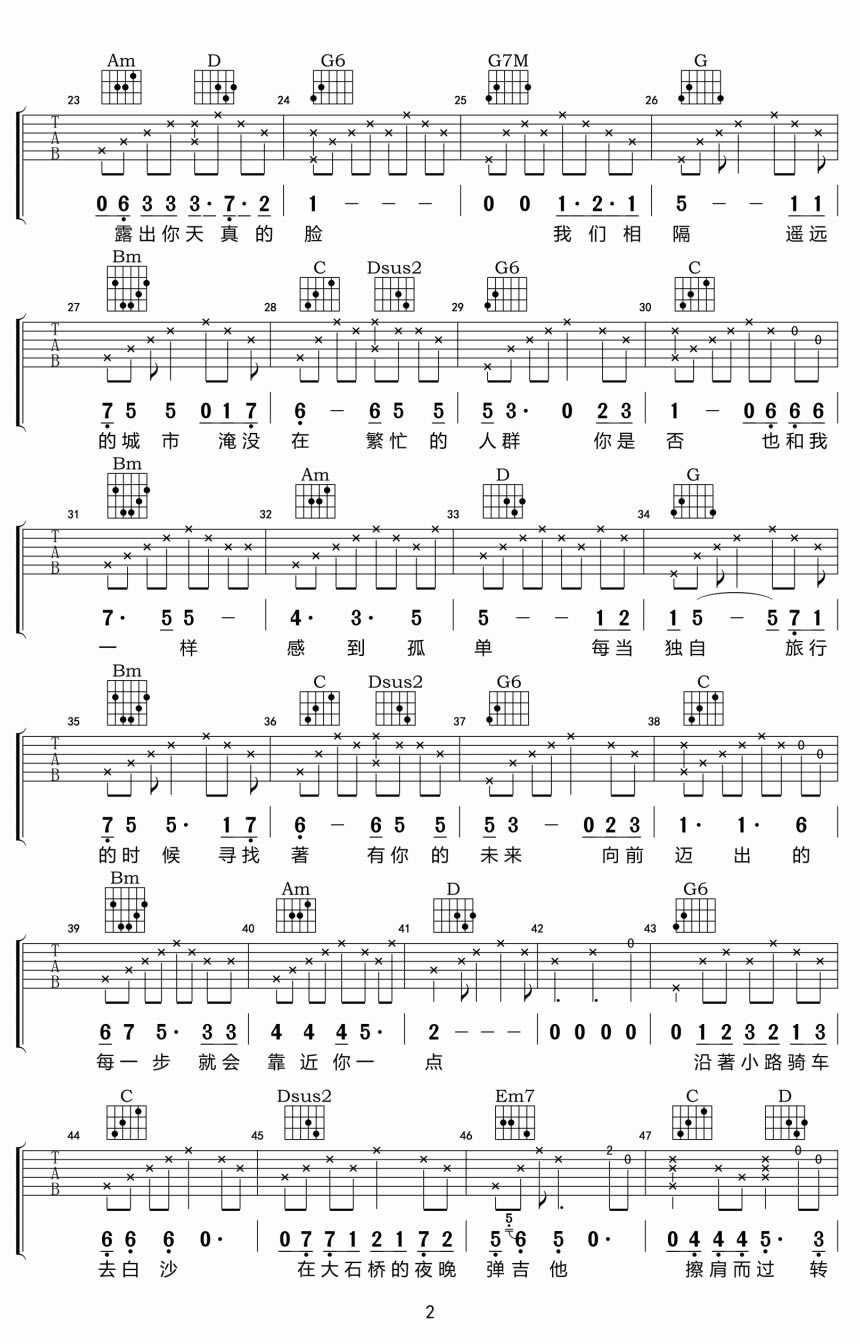 Am D G6 G7M G
23 24 25 26
T A B
0 6 3 3 3· 7· 2 1 – – – 0 0 1· 2· 1 5 – – 1 1
露出你天真的脸 我们相隔 遥远
Bm C Dsus2 G6 C
27 28 29 30
T A B 0 0
7 5 5 0 1 7 6 – 6 5 5 5 3· 0 2 3 1 – 0 6 6 6
的城市 淹没在 繁忙的人群 你是否 也和我
Bm Am D G
31 32 33 34
T A B
7· 5 5 – 4· 3· 5 5 – – 1 2 1 5 – 5 7 1
一样 感到孤单 每当独自 旅行
Bm C Dsus2 G6 C
35 36 37 38
T A B 0 0
7 5 5· 1 7 6 – 6 5 5 5 3 – 0 2 3 1· 1· 6
的时候 寻找著 有你的未来 向前迈出的
Bm Am D G6
39 40 41 42 43
T A B 0
6 7 5· 3 3 4 4 4 5· 2 – – – 0 0 0 0 0 1 2 3 2 1 3
每一步 就会靠近你一点 沿著小路骑车
C Dsus2 Em7 C D
44 45 46 47
T A B 2 0 0 0
5
6 6 6 0· 0 7 7 1 2 1 7 2 5 6 5 0· 0 4 4 4 5· 3
去白沙 在大石桥的夜晚 弹吉他 擦肩而过 转
2